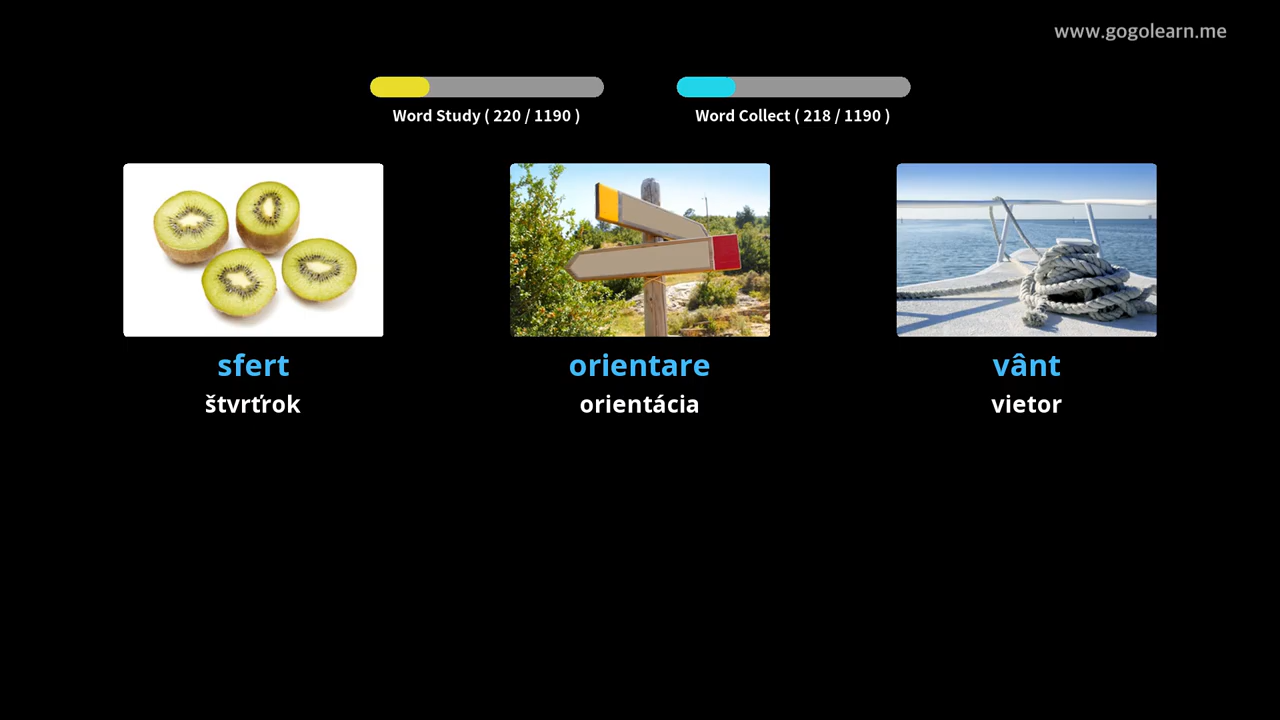 www.gogolearn.me
Word Study ( 220 / 1190 )
Word Collect ( 218 / 1190 )
sfert
orientare
vânt
štvrťrok
orientácia
vietor